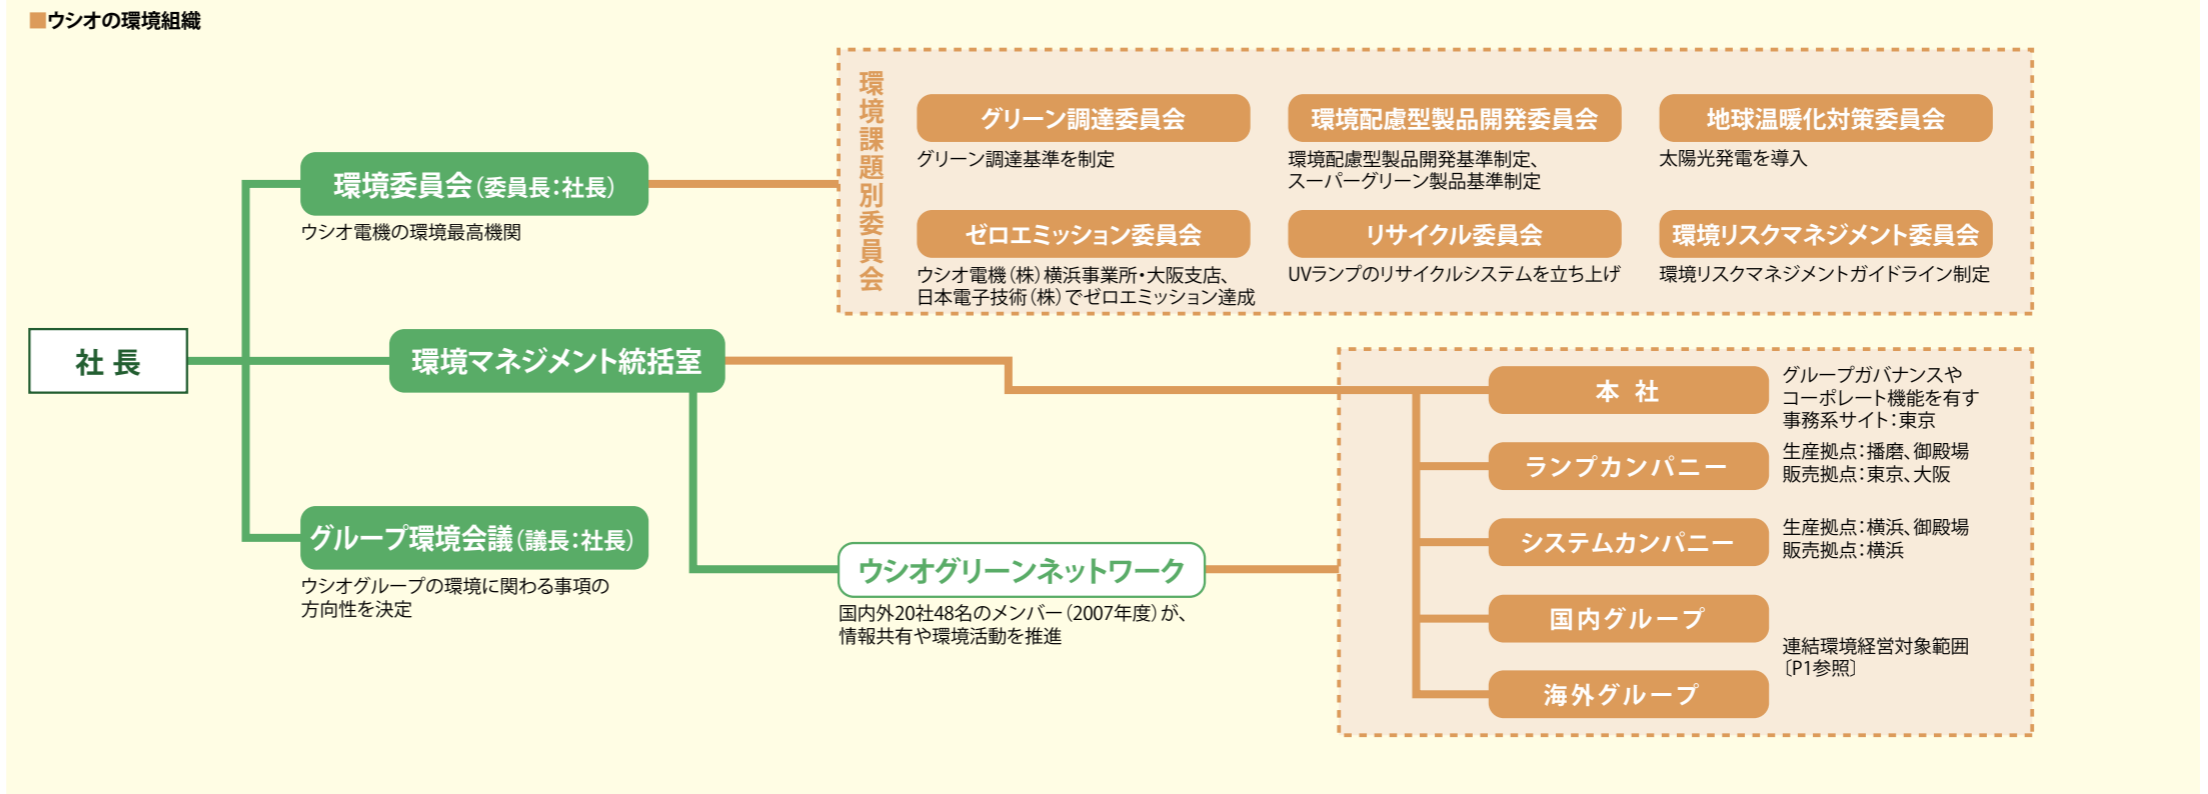 ■ウシオの環境組織
社 長
環境委員会(委員長:社長)
ウシオ電機の環境最高機関
環境マネジメント統括室
グループ環境会議(議長:社長)
ウシオグループの環境に関わる事項の
方向性を決定
ウシオグリーンネットワーク
国内外20社48名のメンバー(2007年度)が、
情報共有や環境活動を推進
環境課題別委員会
グリーン調達委員会
グリーン調達基準を制定
環境配慮型製品開発委員会
環境配慮型製品開発基準制定、
スーパーグリーン製品基準制定
地球温暖化対策委員会
太陽光発電を導入
ゼロエミッション委員会
ウシオ電機(株)横浜事業所・大阪支店、
日本電子技術(株)でゼロエミッション達成
リサイクル委員会
UVランプのリサイクルシステムを立ち上げ
環境リスクマネジメント委員会
環境リスクマネジメントガイドライン制定
本 社
グループガバナンスや
コーポレート機能を有す
事務系サイト:東京
ランプカンパニー
生産拠点:播磨、御殿場
販売拠点:東京、大阪
システムカンパニー
生産拠点:横浜、御殿場
販売拠点:横浜
国内グループ
海外グループ
連結環境経営対象範囲
〔P1参照〕